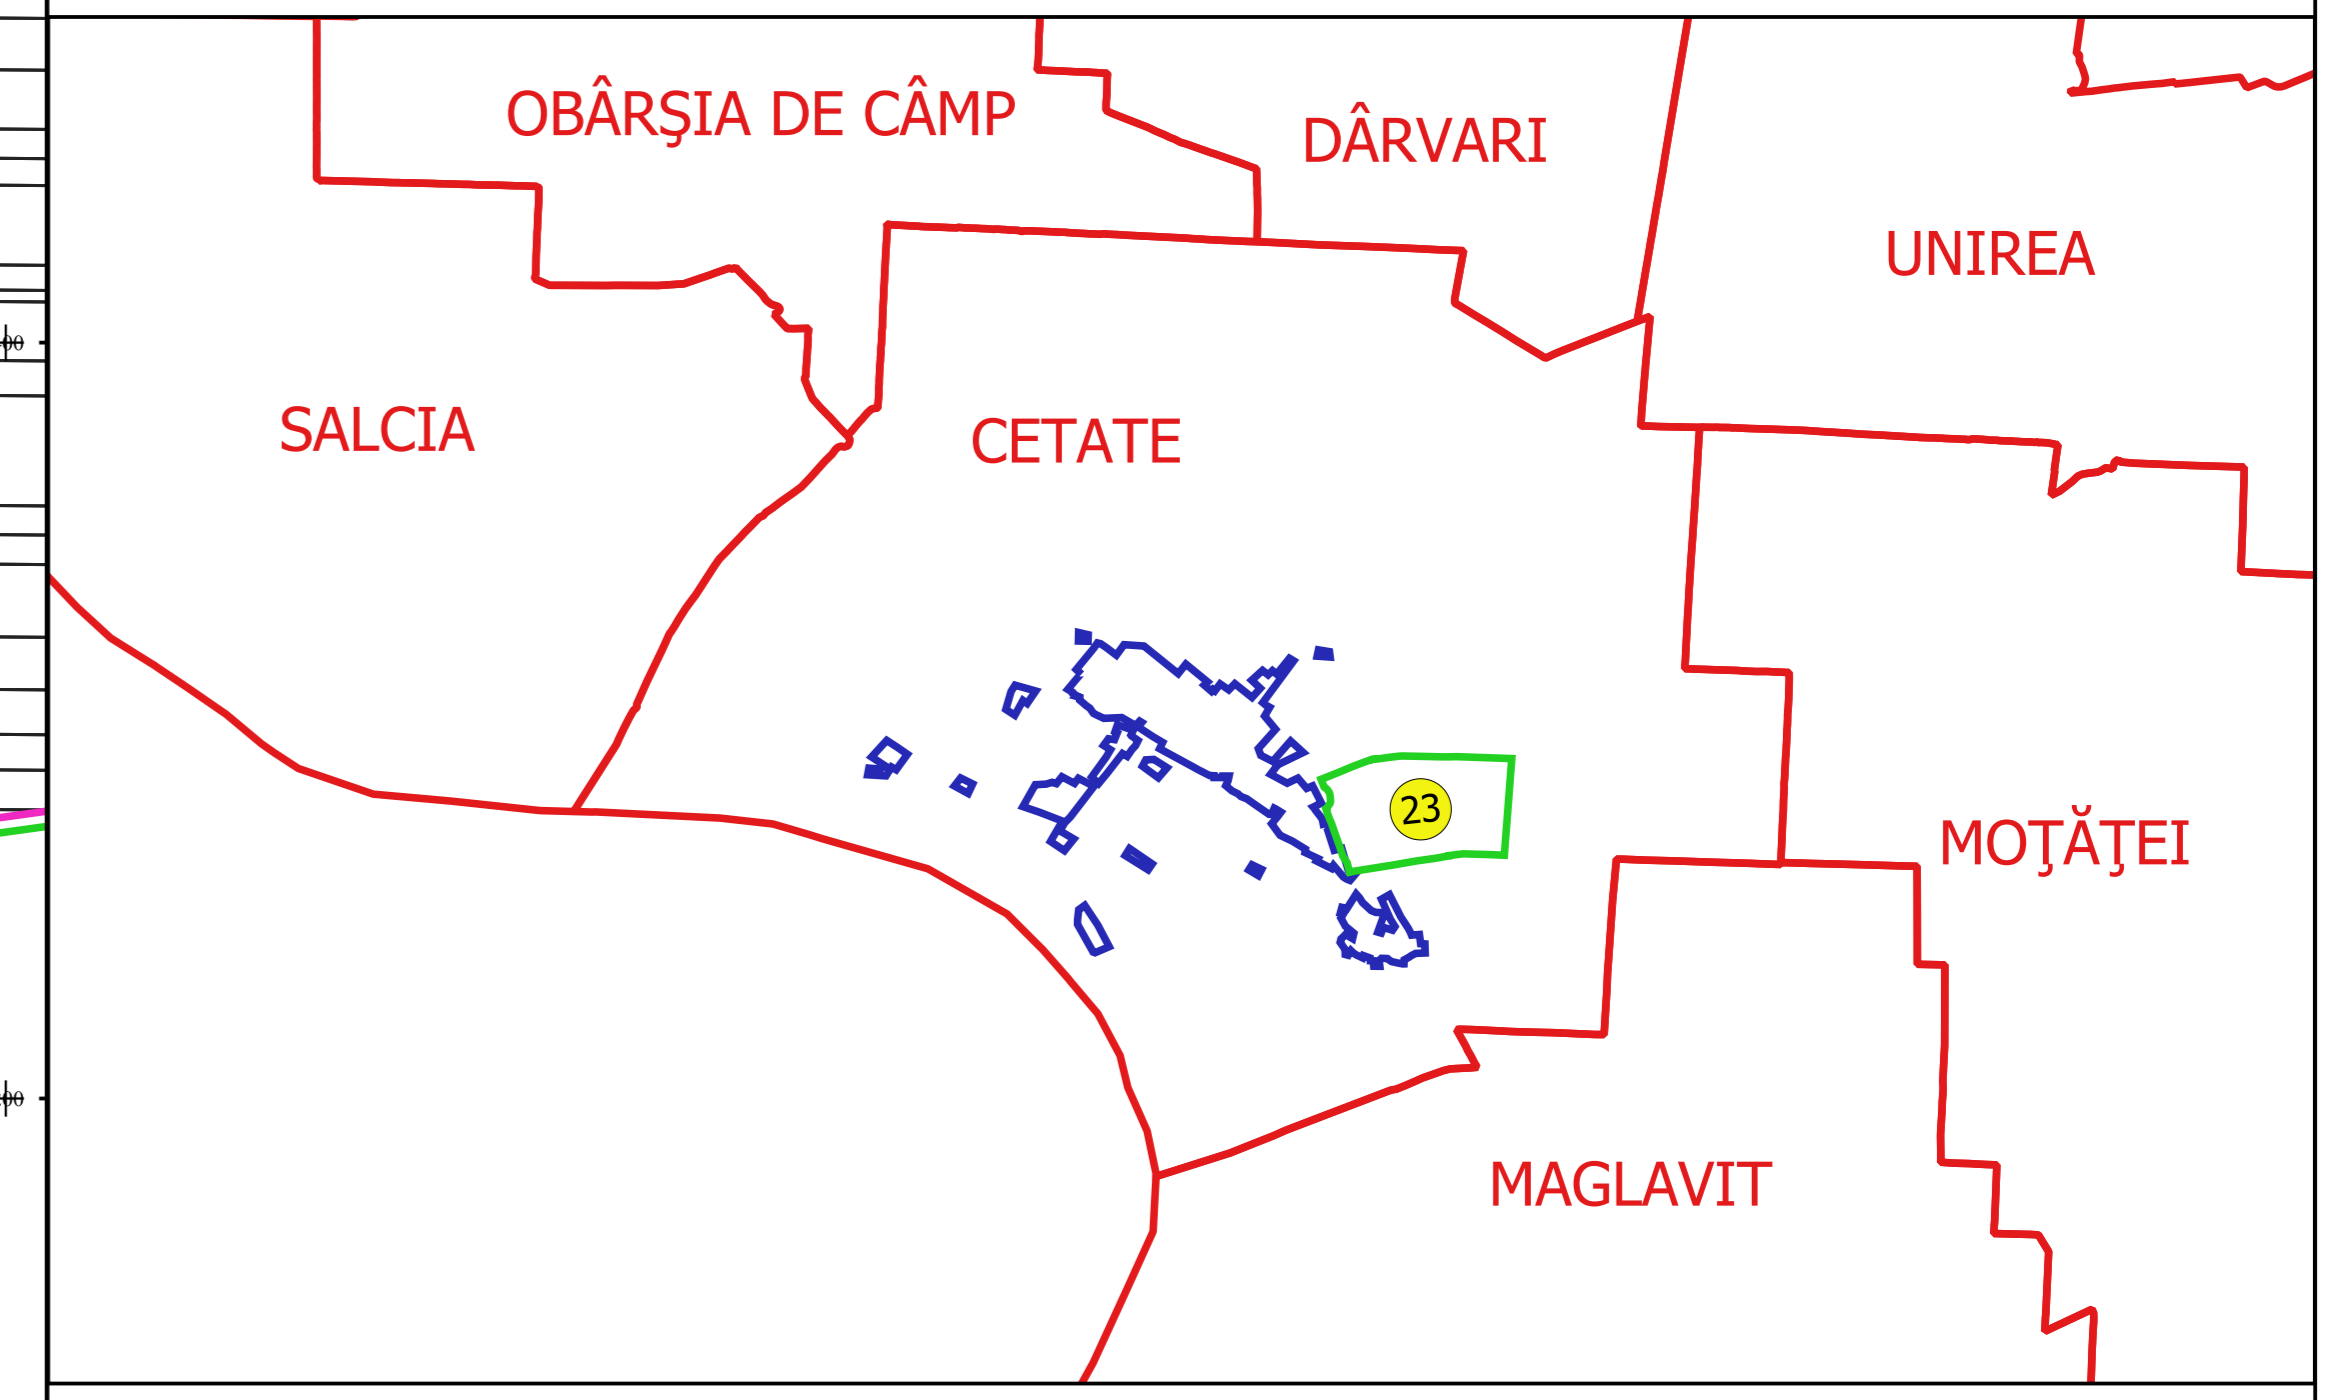 OBÂRŞIA DE CÂMP
DÂRVARI
UNIREA
SALCIA
CETATE
23
MOŢĂŢEI
MAGLAVIT